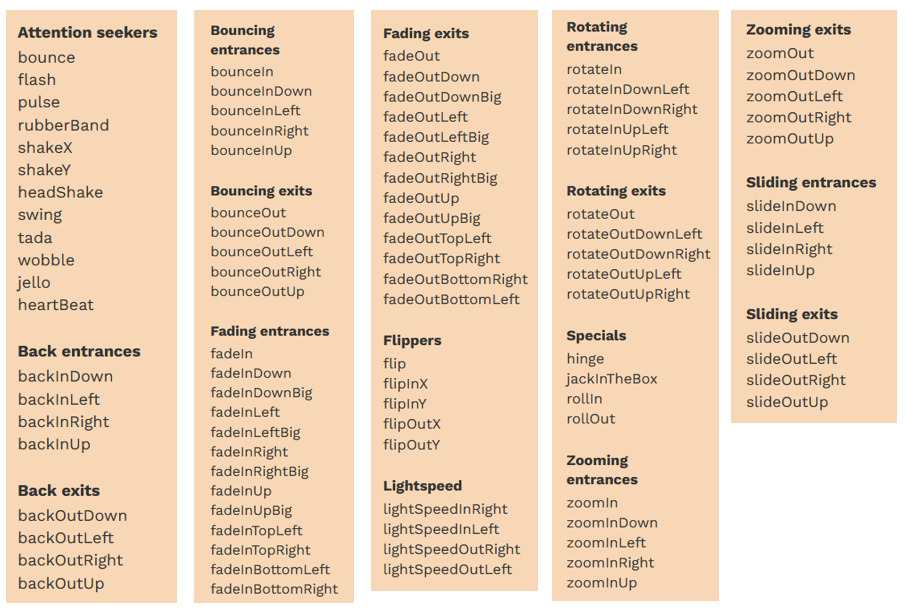 Attention seekers
bounce
flash
pulse
rubberBand
shakeX
shakeY
headShake
swing
tada
wobble
jello
heartBeat
Back entrances
backInDown
backInLeft
backInRight
backInUp
Back exits
backOutDown
backOutLeft
backOutRight
backOutUp
Bouncing
entrances
bounceIn
bounceInDown
bounceInLeft
bounceInRight
bounceInUp
Bouncing exits
bounceOut
bounceOutDown
bounceOutLeft
bounceOutRight
bounceOutUp
Fading entrances
fadeIn
fadeInDown
fadeInDownBig
fadeInLeft
fadeInLeftBig
fadeInRight
fadeInRightBig
fadeInUp
fadeInUpBig
fadeInTopLeft
fadeInTopRight
fadeInBottomLeft
fadeInBottomRight
Fading exits
fadeOut
fadeOutDown
fadeOutDownBig
fadeOutLeft
fadeOutLeftBig
fadeOutRight
fadeOutRightBig
fadeOutUp
fadeOutUpBig
fadeOutTopLeft
fadeOutTopRight
fadeOutBottomRight
fadeOutBottomLeft
Flippers
flip
flipInX
flipInY
flipOutX
flipOutY
Lightspeed
lightSpeedInRight
lightSpeedInLeft
lightSpeedOutRight
lightSpeedOutLeft
Rotating
entrances
rotateIn
rotateInDownLeft
rotateInDownRight
rotateInUpLeft
rotateInUpRight
Rotating exits
rotateOut
rotateOutDownLeft
rotateOutDownRight
rotateOutUpLeft
rotateOutUpRight
Specials
hinge
jackInTheBox
rollIn
rollOut
Zooming
entrances
zoomIn
zoomInDown
zoomInLeft
zoomInRight
zoomInUp
Zooming exits
zoomOut
zoomOutDown
zoomOutLeft
zoomOutRight
zoomOutUp
Sliding entrances
slideInDown
slideInLeft
slideInRight
slideInUp
Sliding exits
slideOutDown
slideOutLeft
slideOutRight
slideOutUp